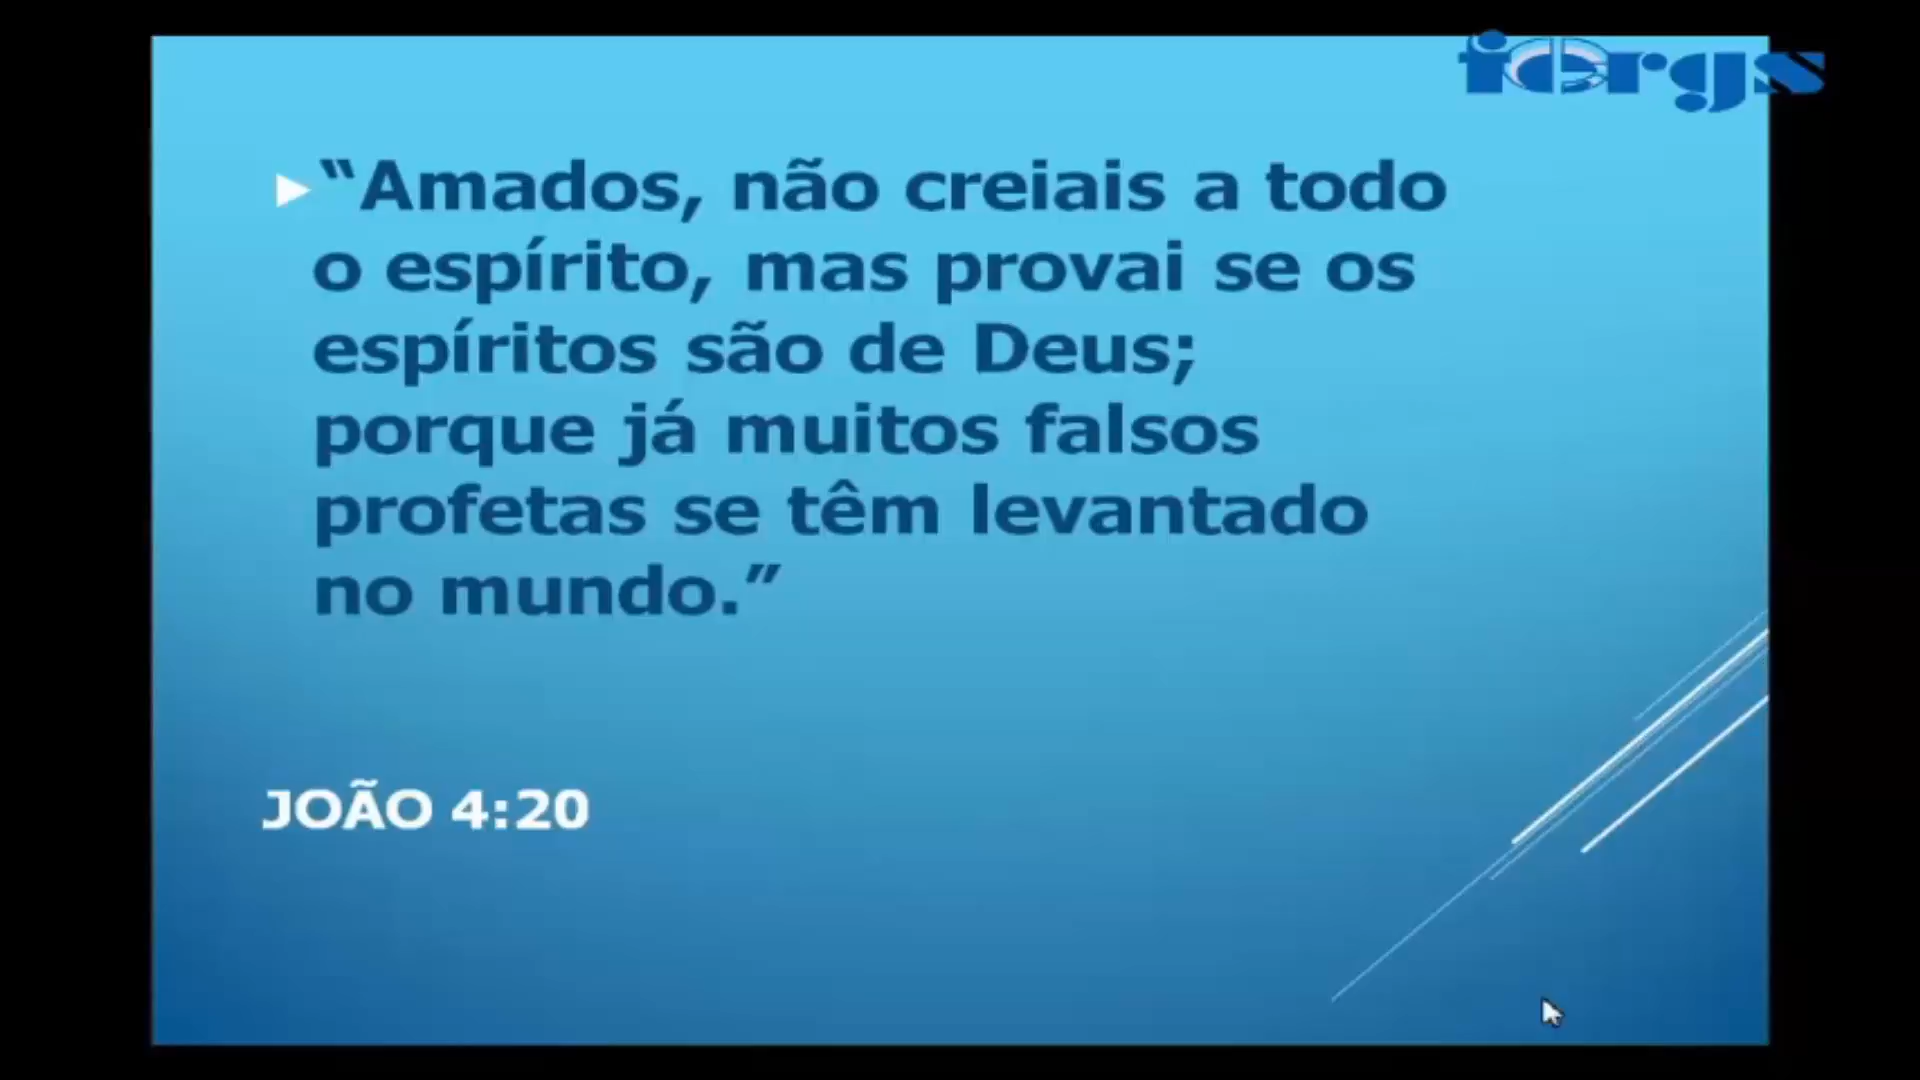 fergs
“Amados, não creiais a todo
o espírito, mas provai se os
espíritos são de Deus;
porque já muitos falsos
profetas se têm levantado
no mundo.”
JOÃO 4:20